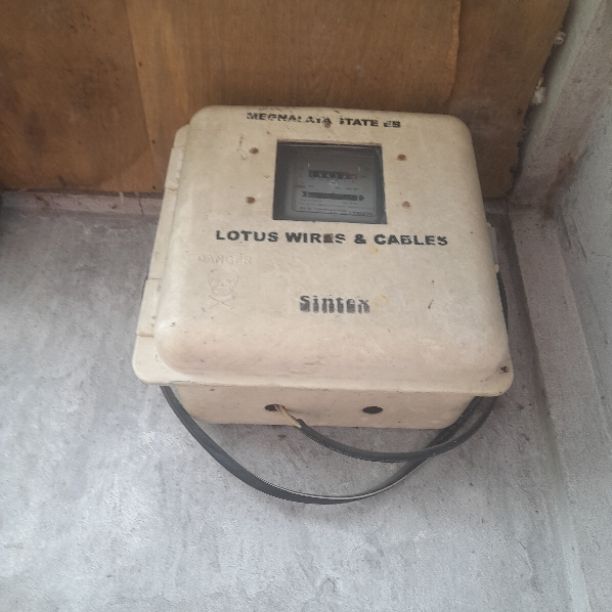 MEGHALAYA STATE EB
LOTUS WIRES & CABLES
DANGER
Sintex